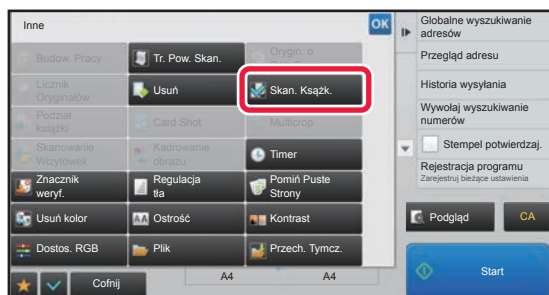 Inne
OK
Budow. Pracy
Tr. Pow. Skan.
Orygin. o
Licznik
Oryginałów
Usuń
Skan. Książk.
Podział
książki
Card Shot
Multicrop
Skanowanie
Wizytówek
Kadrowanie
obrazu
Timer
Znacznik
weryf.
Regulacja
tła
Pomiń Puste
Strony
Usuń kolor
Ostrość
Kontrast
Dostos. RGB
Plik
Przech. Tymcz.
Cofnij
A4
A4
Globalne wyszukiwanie
adresów
Przegląd adresu
Historia wysyłania
Wywołaj wyszukiwanie
numerów
Stempel potwierdzaj.
Rejestracja programu
Zarejestruj bieżące ustawienia
Podgląd
CA
Start